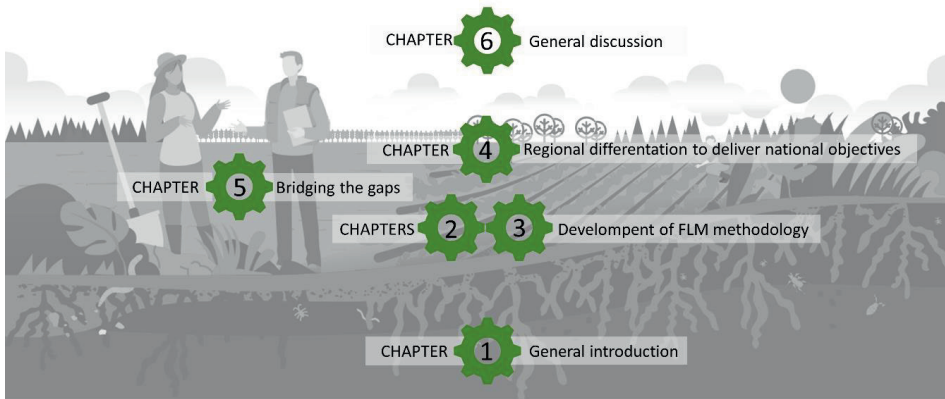 CHAPTER 6 General discussion
CHAPTER 4 Regional differentation to deliver national objectives
CHAPTER 5 Bridging the gaps
CHAPTERS 2 3 Develompent of FLM methodology
CHAPTER 1 General introduction